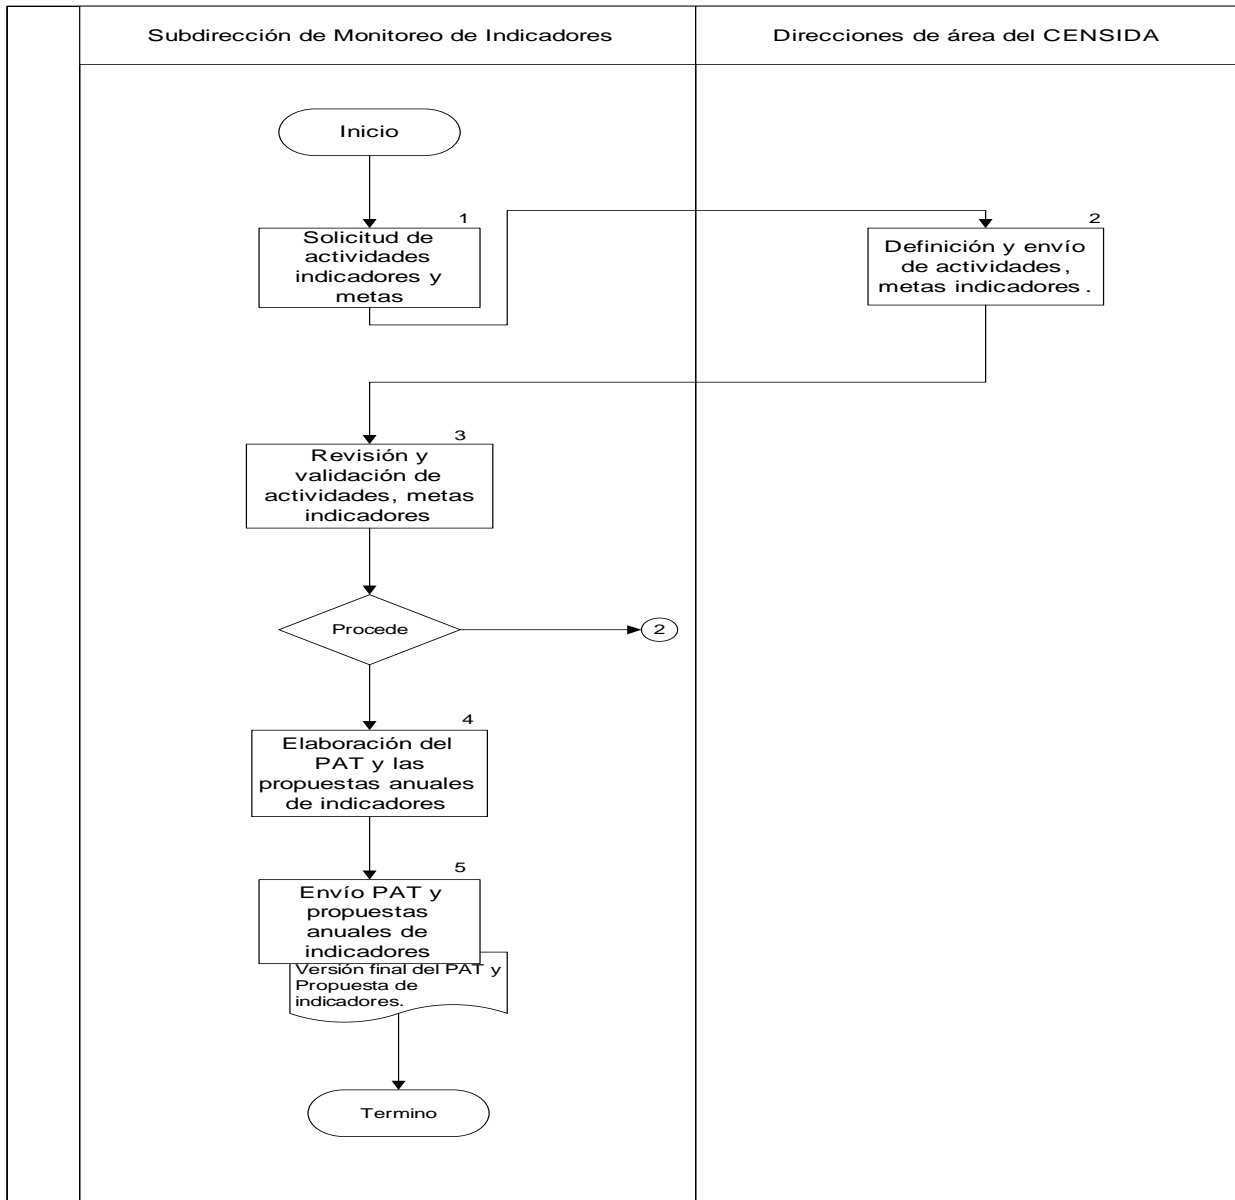 Subdirección de Monitoreo de Indicadores
Direcciones de área del CENSIDA
Inicio
1
Solicitud de
actividades
indicadores y
metas
2
Definición y envío
de actividades,
metas indicadores.
3
Revisión y
validación de
actividades, metas
indicadores
Procede
2
4
Elaboración del
PAT y las
propuestas anuales
de indicadores
5
Envío PAT y
propuestas
anuales de
indicadores
Versión final del PAT y
Propuesta de
indicadores.
Termino